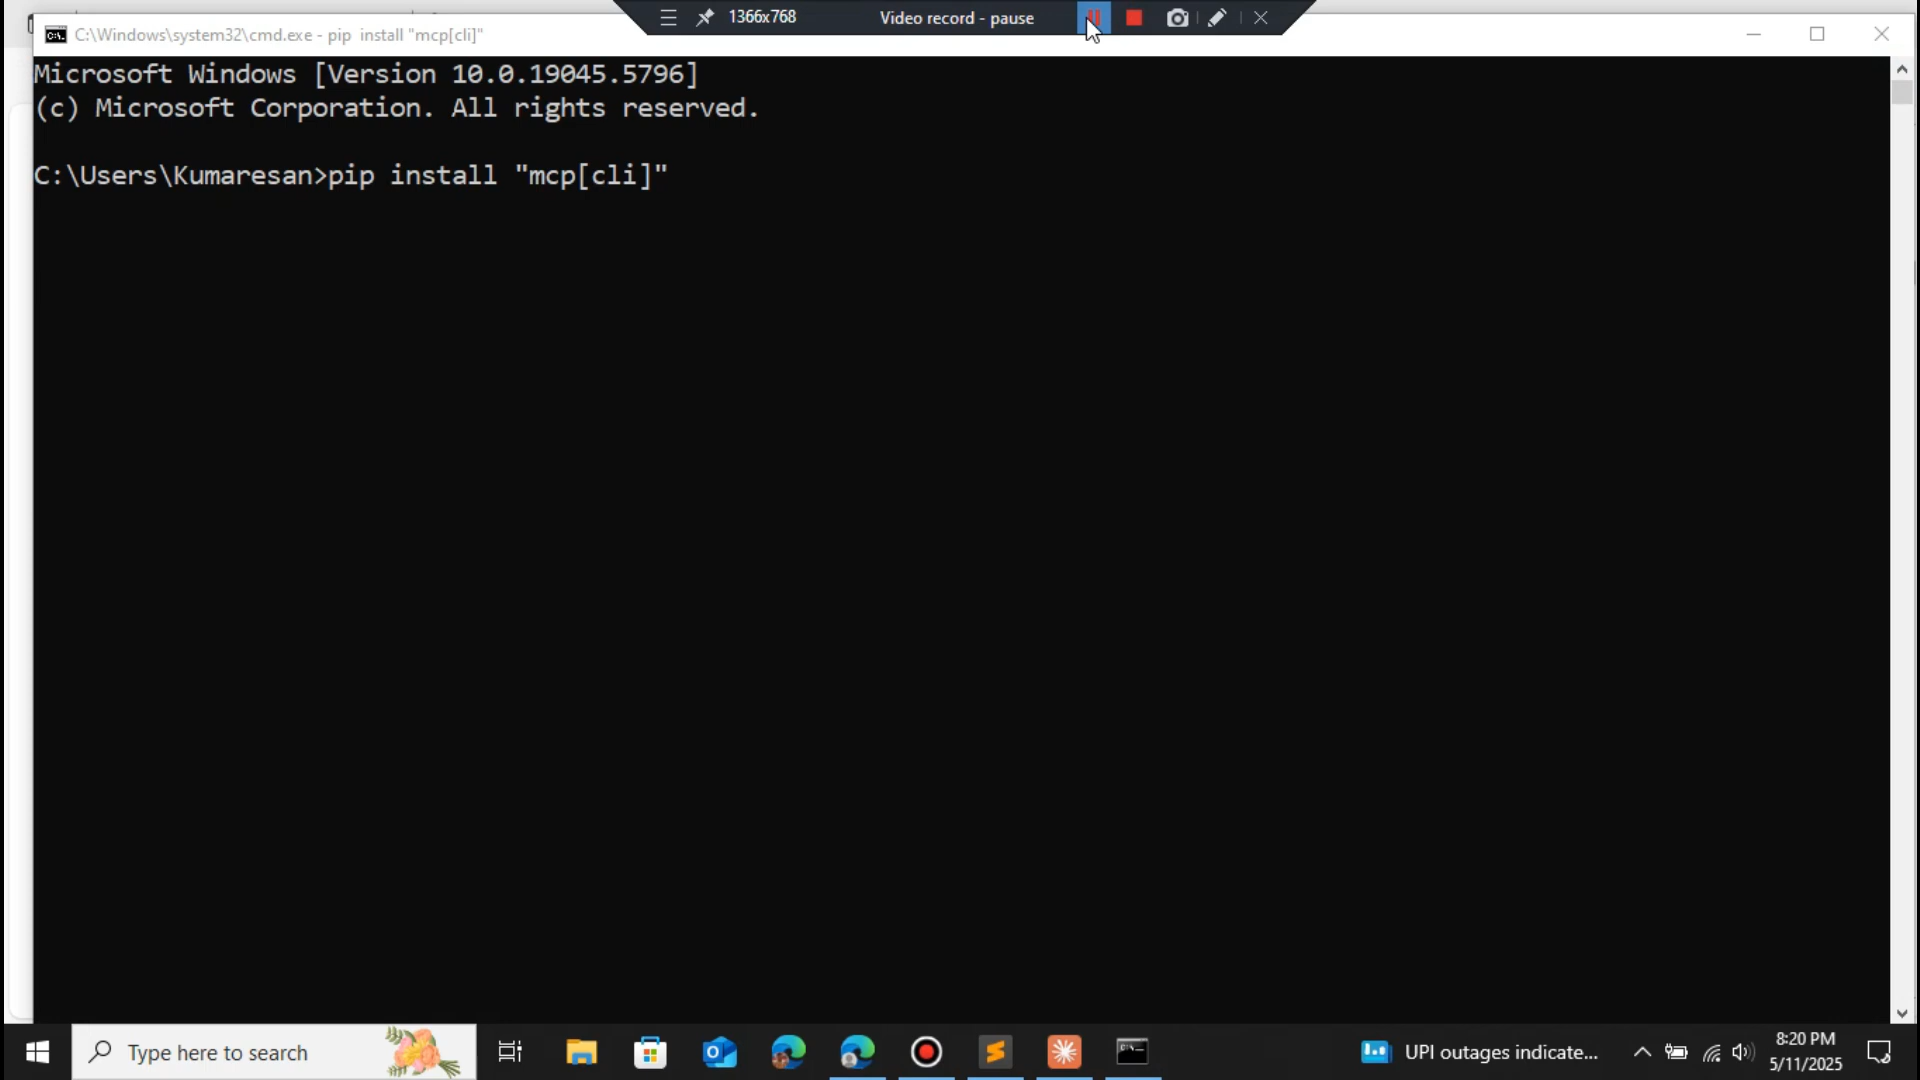 1366x768
Video record - pause
C:\Windows\system32\cmd.exe - pip  install "mcp[cli]"
Microsoft Windows [Version 10.0.19045.5796]
(c) Microsoft Corporation. All rights reserved.
C:\Users\Kumaresan>pip install "mcp[cli]"
Type here to search
UPI outages indicate...
8:20 PM
5/11/2025